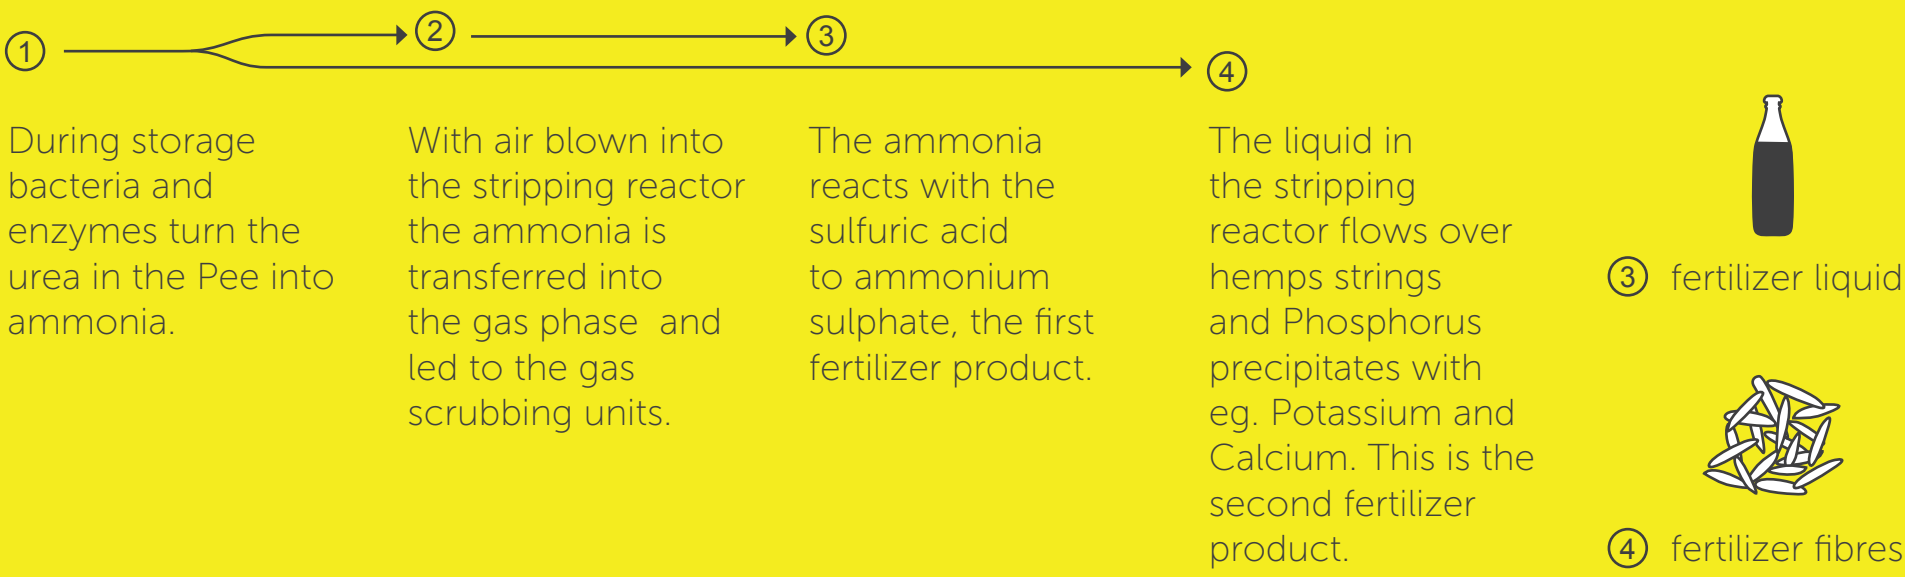 1
2
3
4
During storage
bacteria and
enzymes turn the
urea in the Pee into
ammonia.
With air blown into
the stripping reactor
the ammonia is
transferred into
the gas phase  and
led to the gas
scrubbing units.
The ammonia
reacts with the
sulfuric acid
to ammonium
sulphate, the first
fertilizer product.
The liquid in
the stripping
reactor flows over
hemps strings
and Phosphorus
precipitates with
eg. Potassium and
Calcium. This is the
second fertilizer
product.
3 fertilizer liquid
4 fertilizer fibres